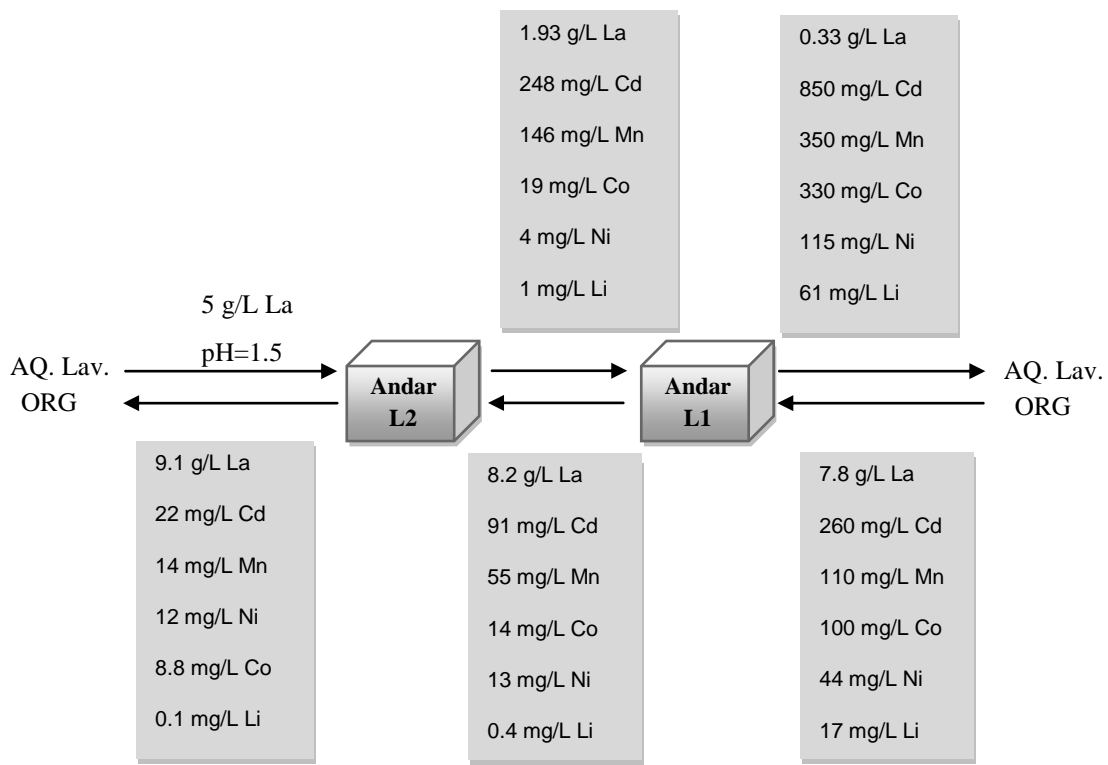 1.93 g/L La
248 mg/L Cd
146 mg/L Mn
19 mg/L Co
4 mg/L Ni
1 mg/L Li
0.33 g/L La
850 mg/L Cd
350 mg/L Mn
330 mg/L Co
115 mg/L Ni
61 mg/L Li
5 g/L La
pH=1.5
AQ. Lav.
ORG
Andar
L2
Andar
L1
AQ. Lav.
ORG
9.1 g/L La
22 mg/L Cd
14 mg/L Mn
12 mg/L Ni
8.8 mg/L Co
0.1 mg/L Li
8.2 g/L La
91 mg/L Cd
55 mg/L Mn
14 mg/L Co
13 mg/L Ni
0.4 mg/L Li
7.8 g/L La
260 mg/L Cd
110 mg/L Mn
100 mg/L Co
44 mg/L Ni
17 mg/L Li